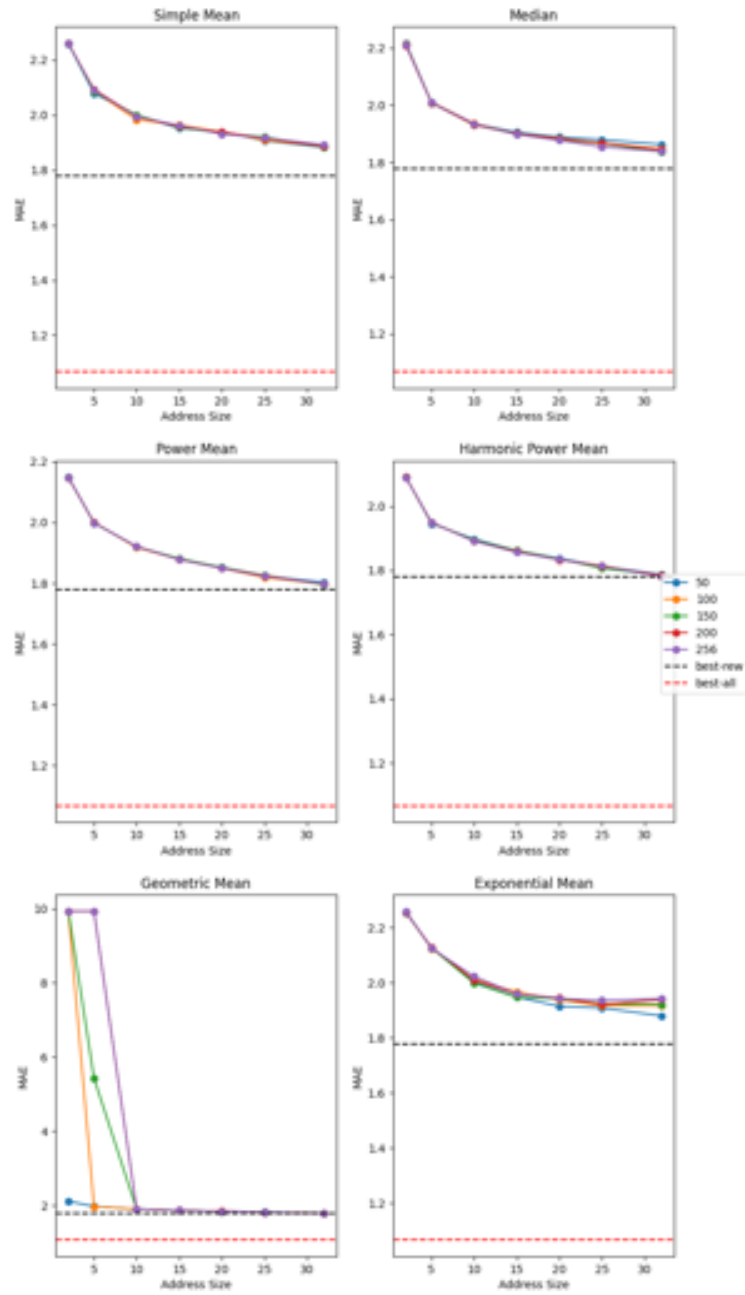 Simple Mean
2.2
2.0
1.8
1.6
1.4
1.2
MAE
5 10 15 20 25 30
Address Size
Median
2.2
2.0
1.8
1.6
1.4
1.2
MAE
5 10 15 20 25 30
Address Size
Power Mean
2.2
2.0
1.8
1.6
1.4
1.2
MAE
5 10 15 20 25 30
Address Size
Harmonic Power Mean
2.0
1.8
1.6
1.4
1.2
MAE
5 10 15 20 25 30
Address Size
50
100
150
200
256
best-rew
best-all
Geometric Mean
10
8
6
4
2
MAE
5 10 15 20 25 30
Address Size
Exponential Mean
2.2
2.0
1.8
1.6
1.4
1.2
MAE
5 10 15 20 25 30
Address Size